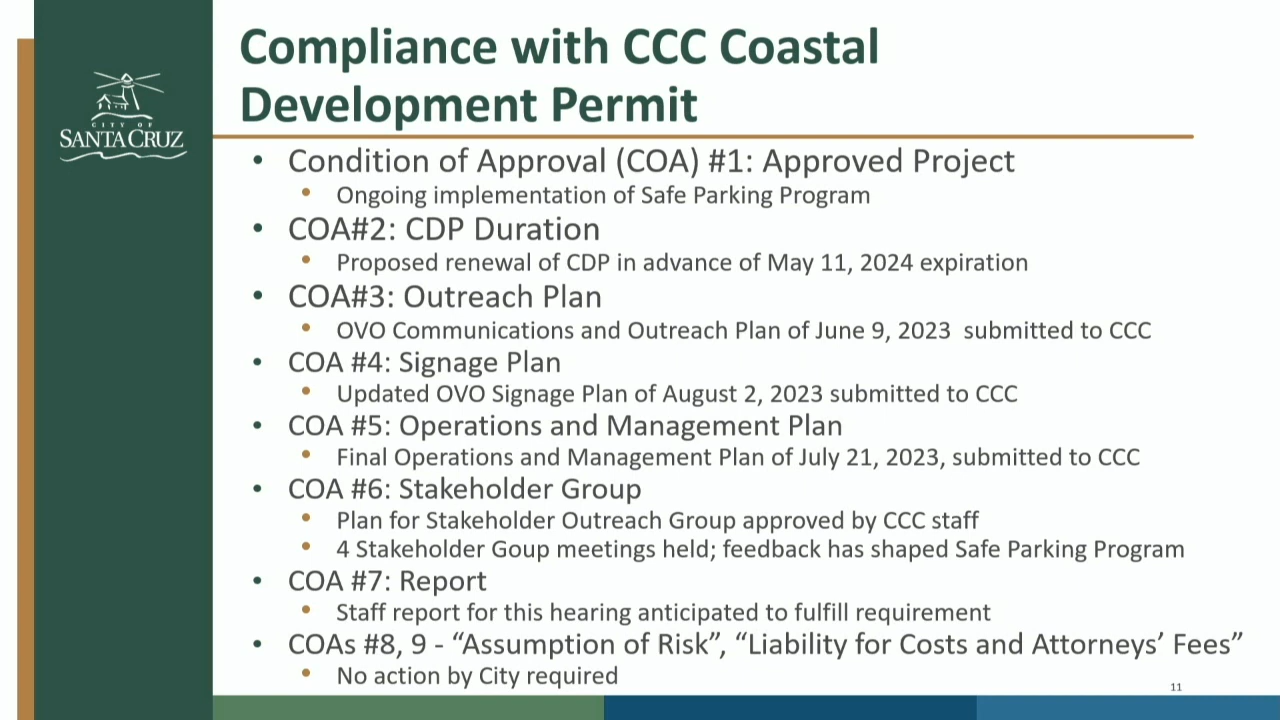 Compliance with CCC Coastal
Development Permit
CITY OF
SANTA CRUZ
• Condition of Approval (COA) #1: Approved Project
• Ongoing implementation of Safe Parking Program
• COA#2: CDP Duration
• Proposed renewal of CDP in advance of May 11, 2024 expiration
• COA#3: Outreach Plan
• OVO Communications and Outreach Plan of June 9, 2023 submitted to CCC
• COA #4: Signage Plan
• Updated OVO Signage Plan of August 2, 2023 submitted to CCC
• COA #5: Operations and Management Plan
• Final Operations and Management Plan of July 21, 2023, submitted to CCC
• COA #6: Stakeholder Group
• Plan for Stakeholder Outreach Group approved by CCC staff
• 4 Stakeholder Goup meetings held; feedback has shaped Safe Parking Program
• COA #7: Report
• Staff report for this hearing anticipated to fulfill requirement
• COAs #8, 9 - “Assumption of Risk”, “Liability for Costs and Attorneys’ Fees”
• No action by City required
11